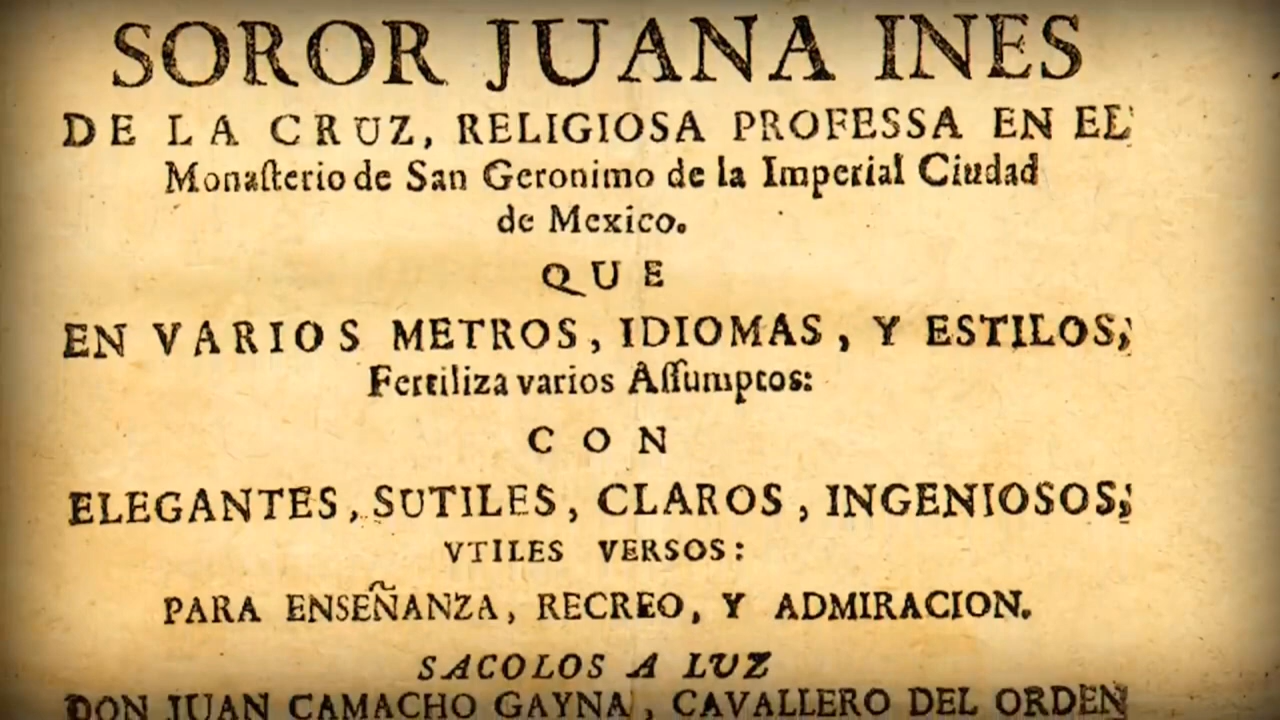 SOROR JUANA INES
DE LA CRUZ, RELIGIOSA PROFESSA EN EL
Monaſterio de San Geronimo de la Imperial Ciudad
de Mexico.
QUE
EN VARIOS METROS, IDIOMAS, Y ESTILOS,
Fertiliza varios Aſſumptos:
CON
ELEGANTES, SUTILES, CLAROS, INGENIOSOS,
VTILES VERSOS:
PARA ENSEÑANZA, RECREO, Y ADMIRACION.
SACOLOS A LUZ
DON JUAN CAMACHO GAYNA, CAVALLERO DEL ORDEN